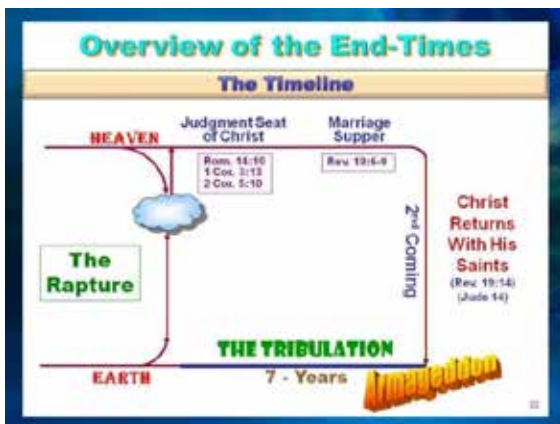 Overview of the End-Times
The Timeline
HEAVEN
Judgment Seat
of Christ
Rom. 14:10
1 Cor. 3:13
2 Cor. 5:10
Marriage
Supper
Rev. 19:6-9
The
Rapture
2nd Coming
Christ
Returns
With His
Saints
(Rev. 19:14)
(Jude 14)
THE TRIBULATION
EARTH
7 - Years
Armageddon